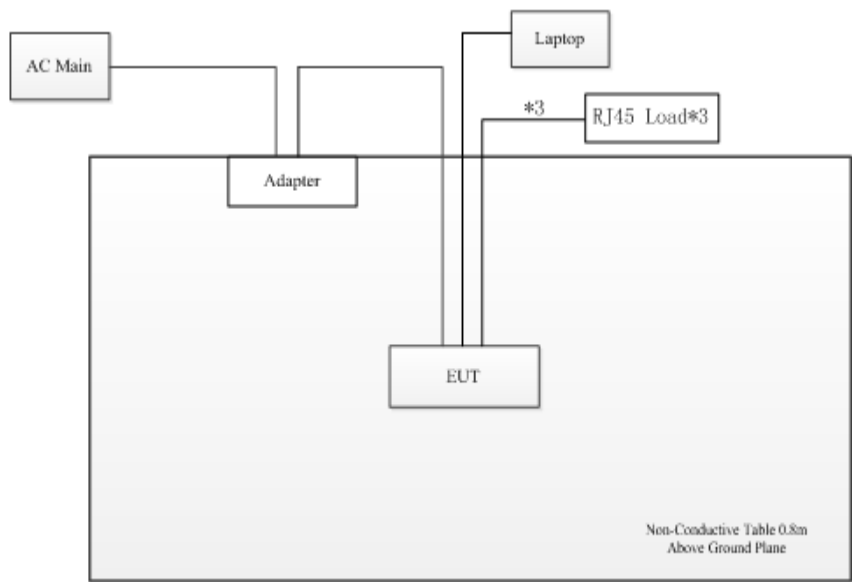 Laptop
AC Main
*3
RJ45 Load*3
Adapter
EUT
Non-Conductive Table 0.8m
Above Ground Plane